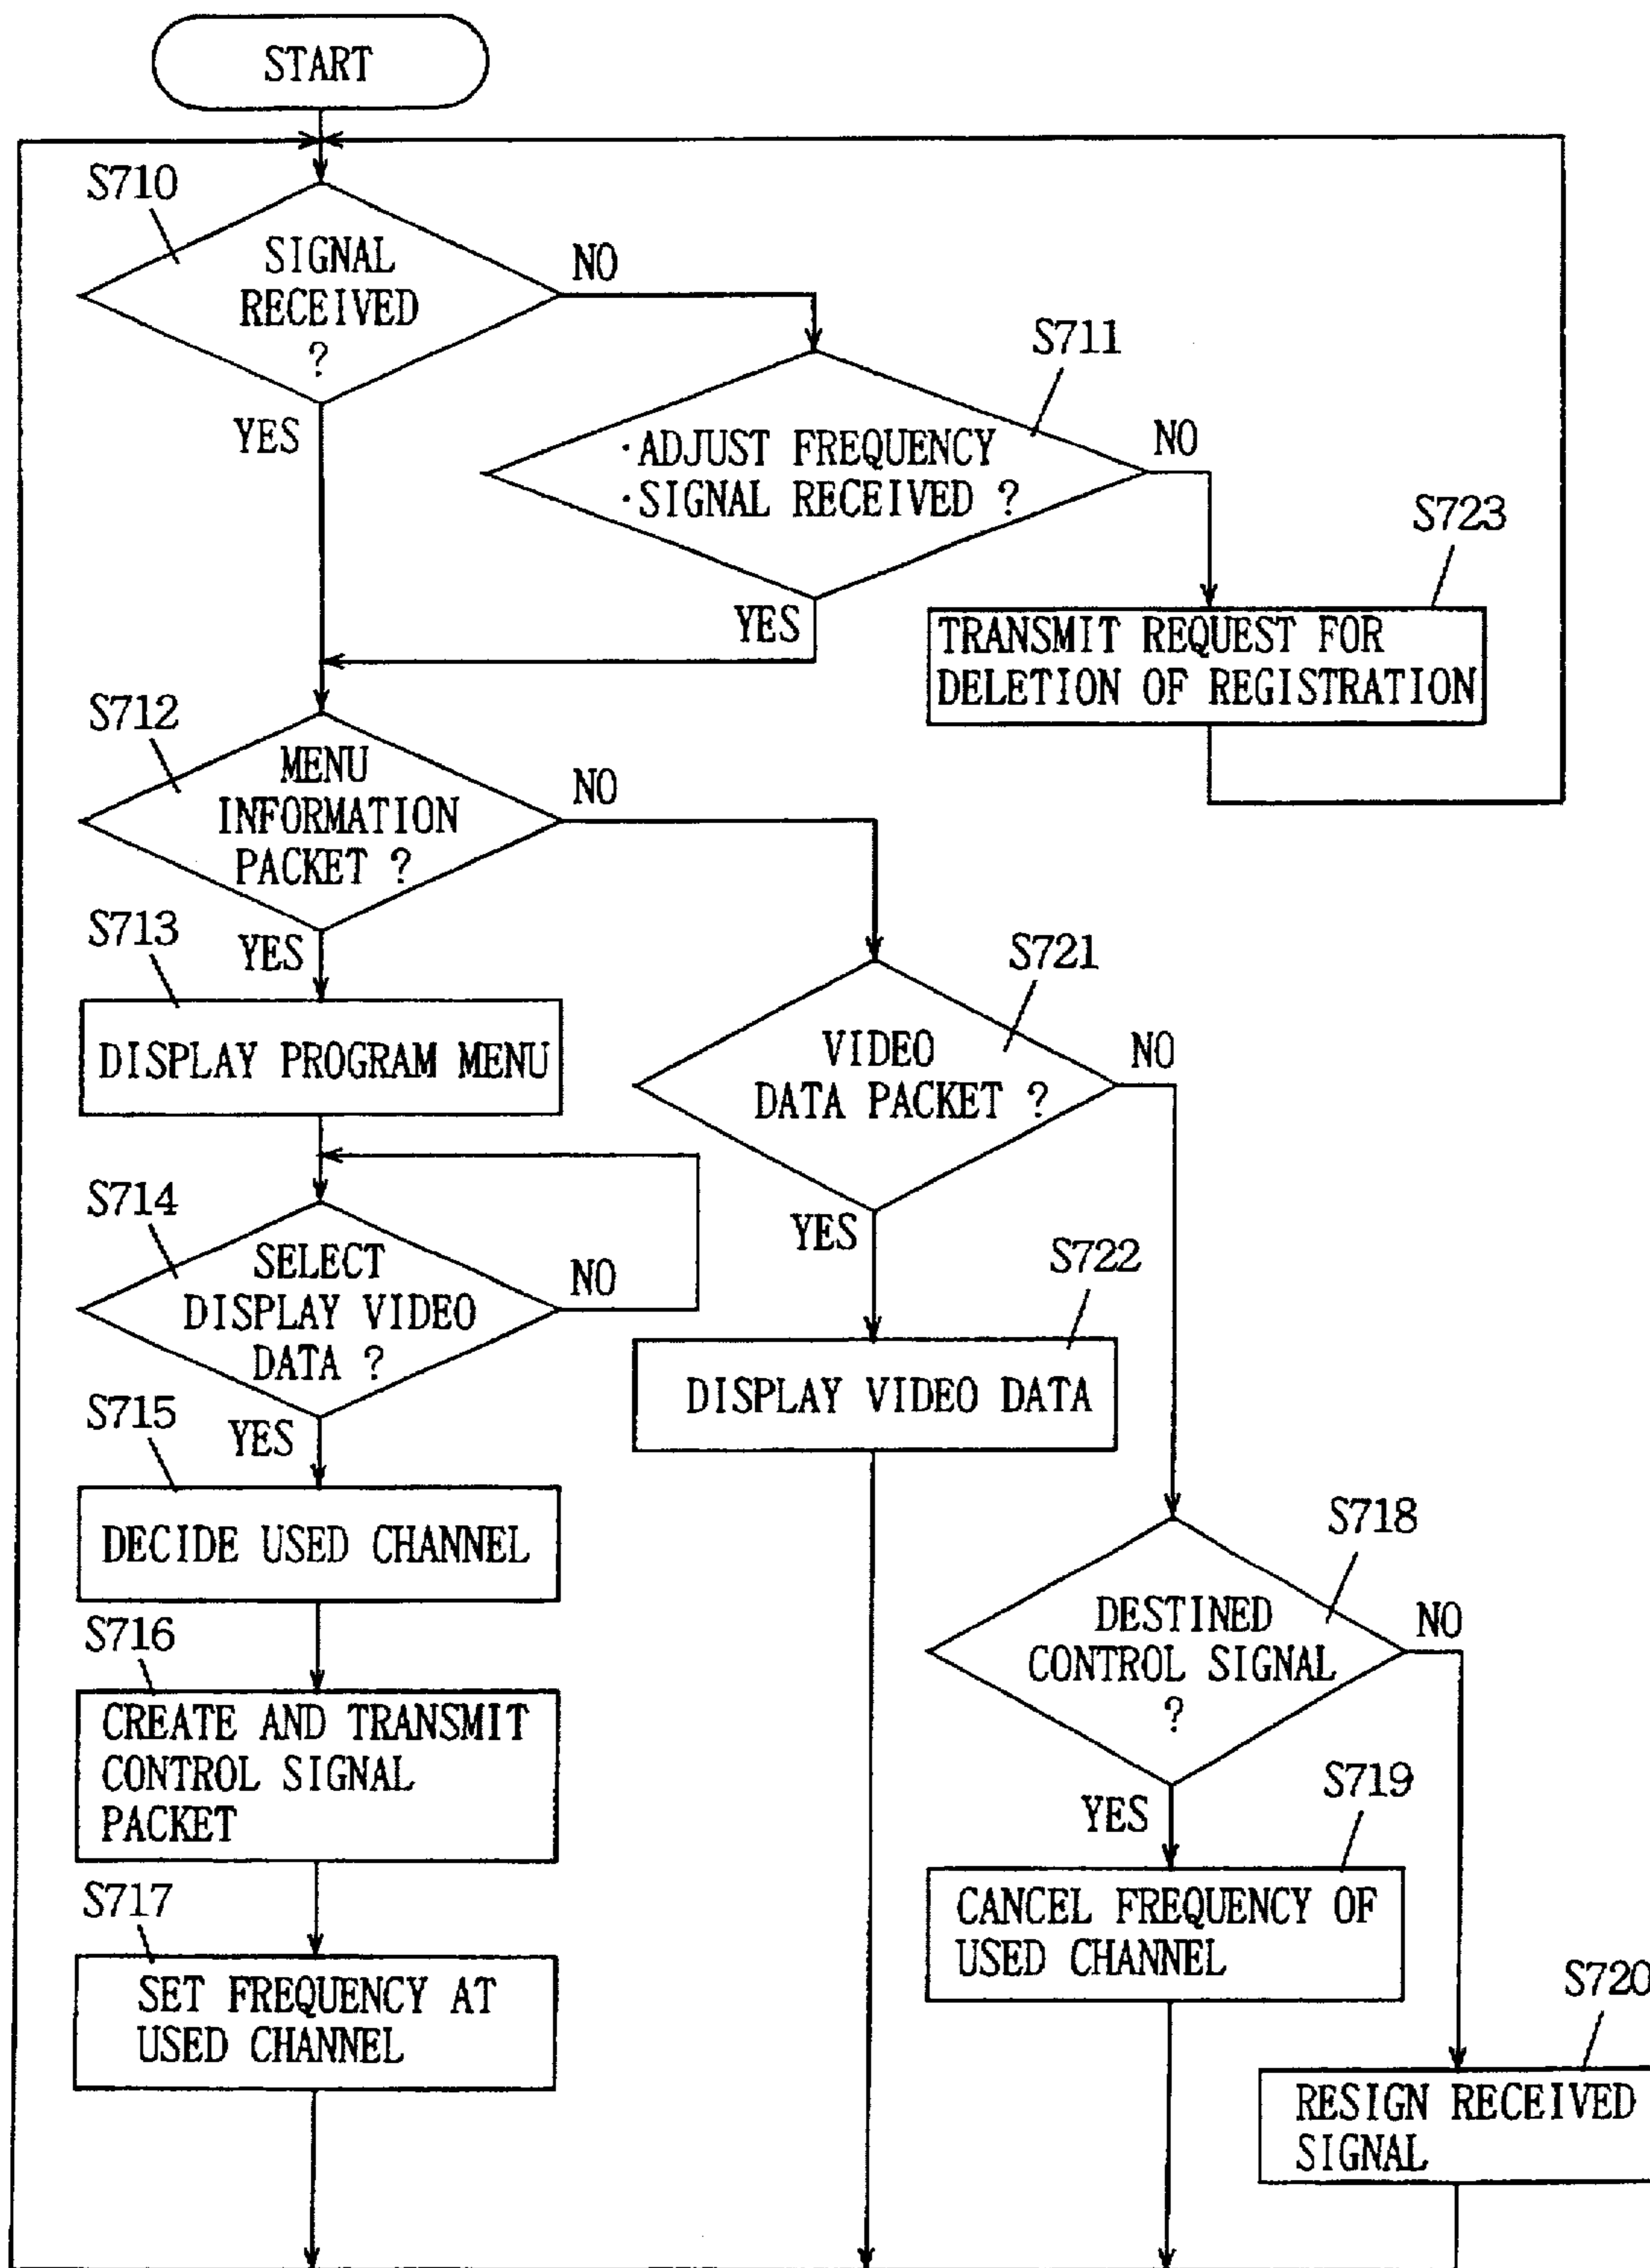 START
S710
SIGNAL
RECEIVED
?
NO
YES
S711
·ADJUST FREQUENCY
·SIGNAL RECEIVED ?
NO
YES
S723
TRANSMIT REQUEST FOR
DELETION OF REGISTRATION
S712
MENU
INFORMATION
PACKET ?
NO
YES
S713
DISPLAY PROGRAM MENU
S714
SELECT
DISPLAY VIDEO
DATA ?
NO
YES
S715
DECIDE USED CHANNEL
S716
CREATE AND TRANSMIT
CONTROL SIGNAL
PACKET
S717
SET FREQUENCY AT
USED CHANNEL
S721
VIDEO
DATA PACKET ?
NO
YES
S722
DISPLAY VIDEO DATA
S718
DESTINED
CONTROL SIGNAL
?
NO
YES
S719
CANCEL FREQUENCY OF
USED CHANNEL
S720
RESIGN RECEIVED
SIGNAL